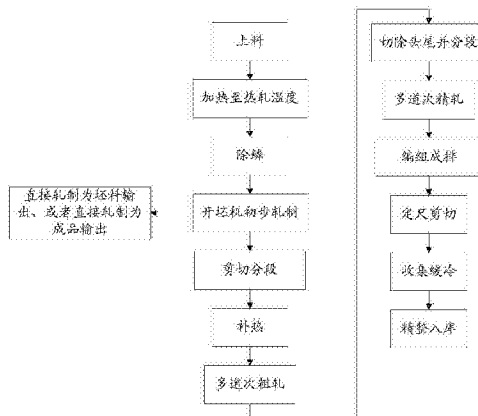 上料
加热至热轧温度
除鳞
开坯机初步轧制
直接轧制为坯料输
出、或者直接轧制为
成品输出
剪切分段
补热
多道次粗轧
切除头尾并分段
多道次精轧
编组成排
定尺剪切
收集缓冷
精整入库